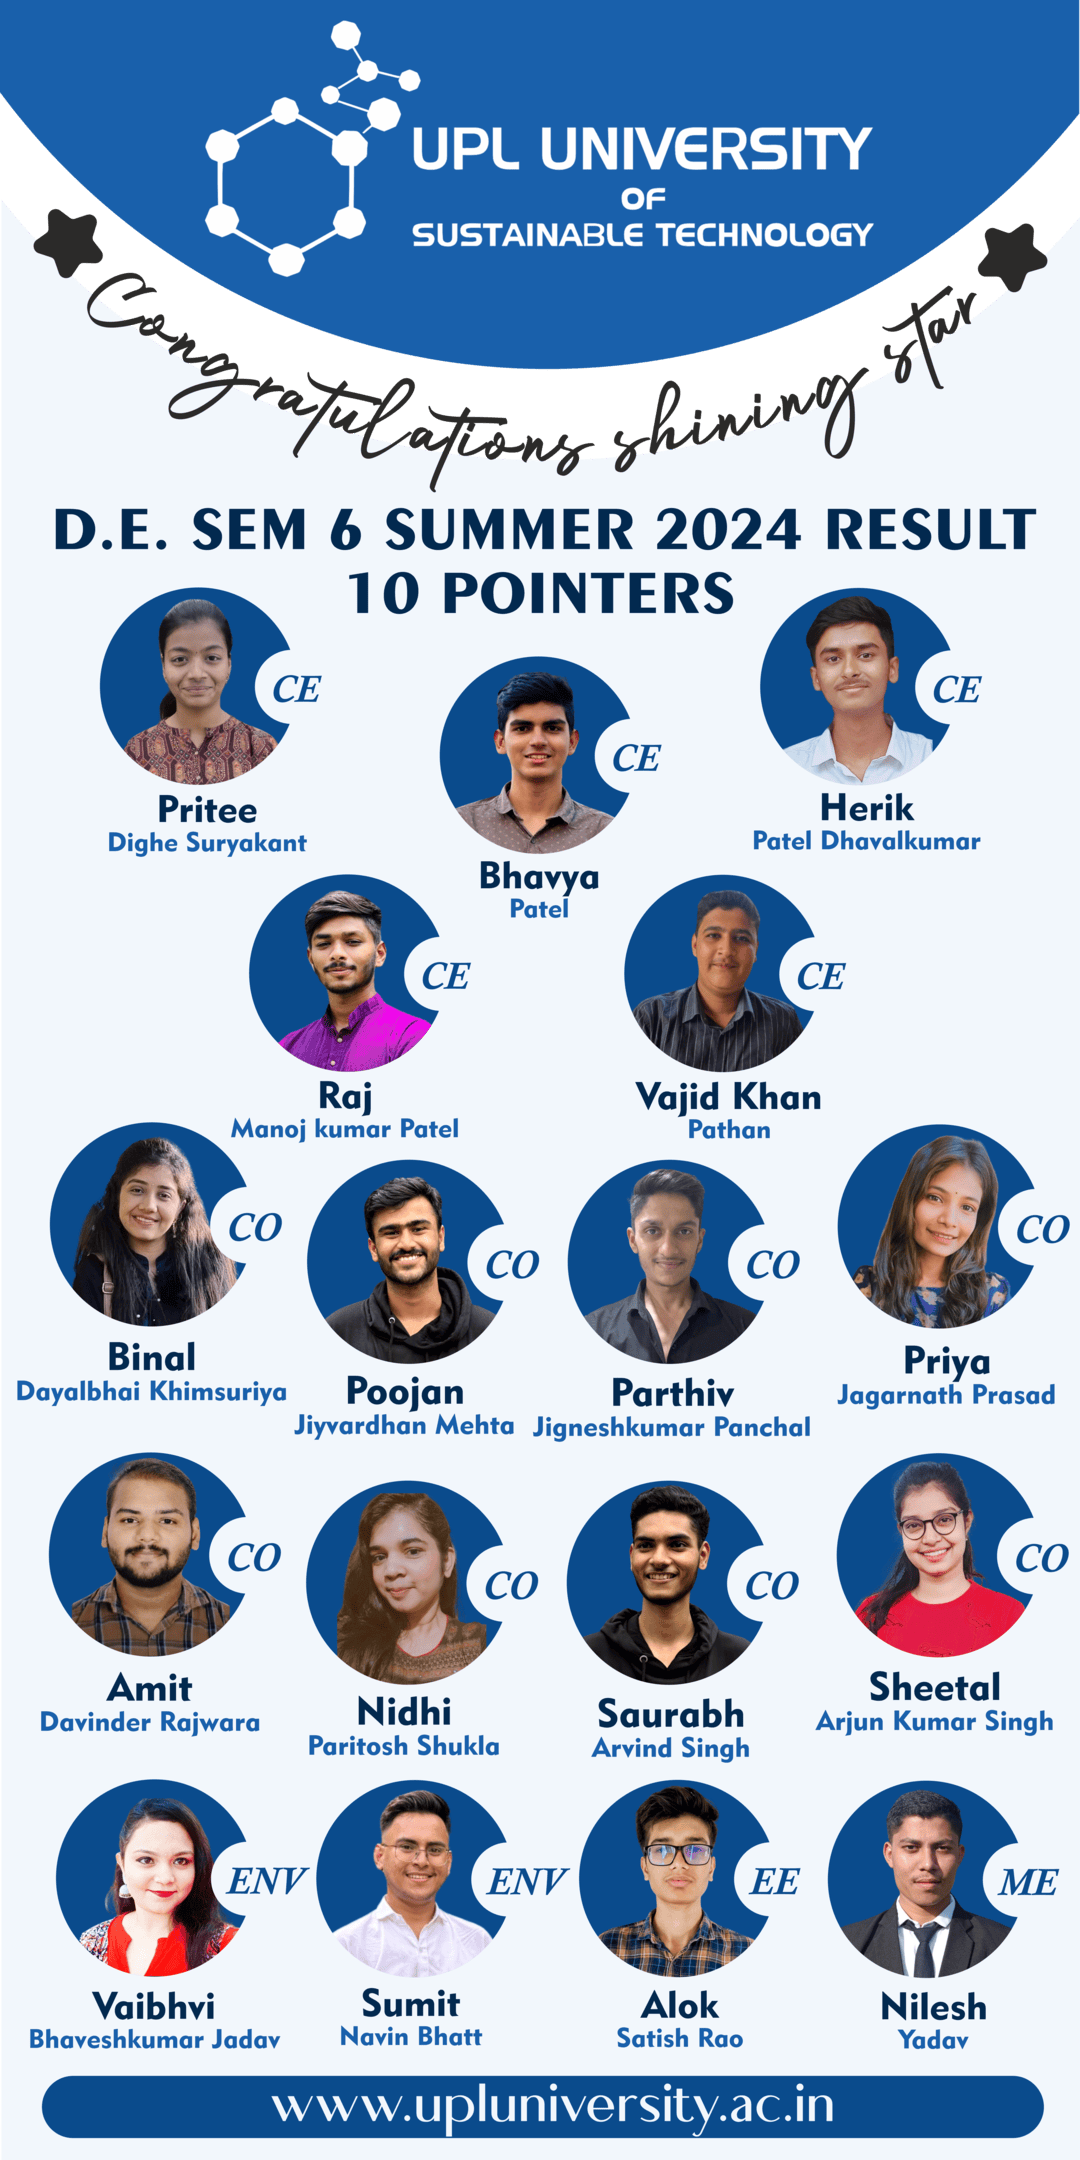 UPL UNIVERSITY
OF
SUSTAINABLE TECHNOLOGY
Congratulations shining star
D.E. SEM 6 SUMMER 2024 RESULT
10 POINTERS
CE
Pritee
Dighe Suryakant
CE
Bhavya
Patel
CE
Herik
Patel Dhavalkumar
CE
Raj
Manoj kumar Patel
CE
Vajid Khan
Pathan
CO
Binal
Dayalbhai Khimsuriya
CO
Poojan
Jiyvardhan Mehta
CO
Parthiv
Jigneshkumar Panchal
CO
Priya
Jagarnath Prasad
CO
Amit
Davinder Rajwara
CO
Nidhi
Paritosh Shukla
CO
Saurabh
Arvind Singh
CO
Sheetal
Arjun Kumar Singh
ENV
Vaibhvi
Bhaveshkumar Jadav
ENV
Sumit
Navin Bhatt
EE
Alok
Satish Rao
ME
Nilesh
Yadav
www.upluniversity.ac.in